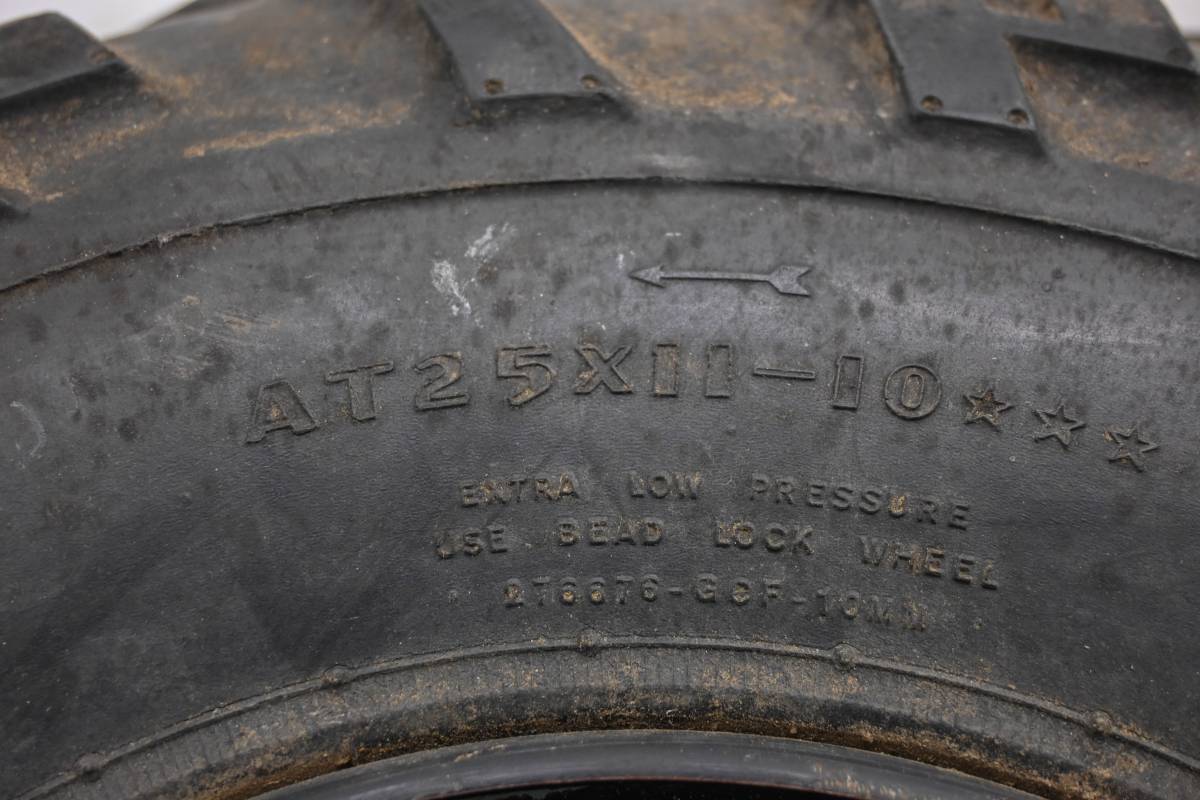 AT25X11-10☆☆☆
EXTRA LOW PRESSURE
USE BEAD LOCK WHEEL